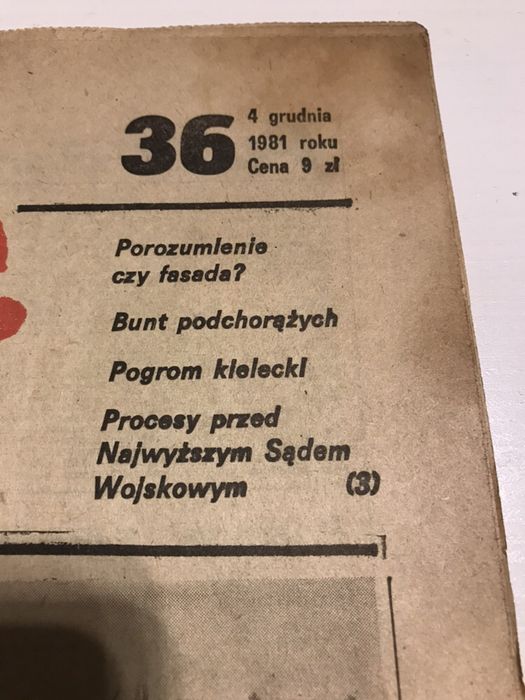 36
4 grudnia
1981 roku
Cena 9 zł
Porozumienie
czy fasada?
Bunt podchorążych
Pogrom kielecki
Procesy przed
Najwyższym Sądem
Wojskowym (3)